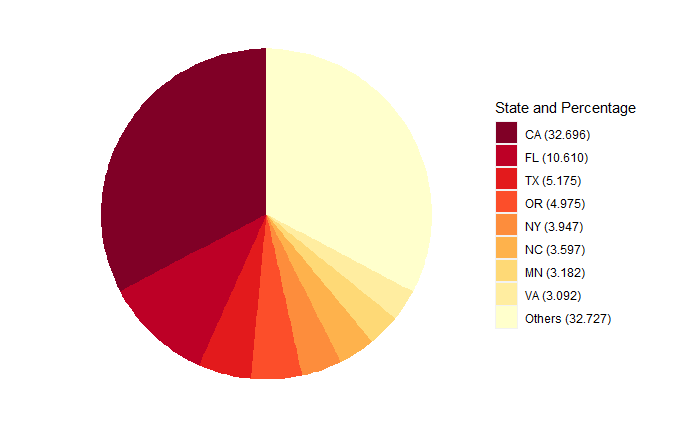 State and Percentage
CA (32.696)
FL (10.610)
TX (5.175)
OR (4.975)
NY (3.947)
NC (3.597)
MN (3.182)
VA (3.092)
Others (32.727)